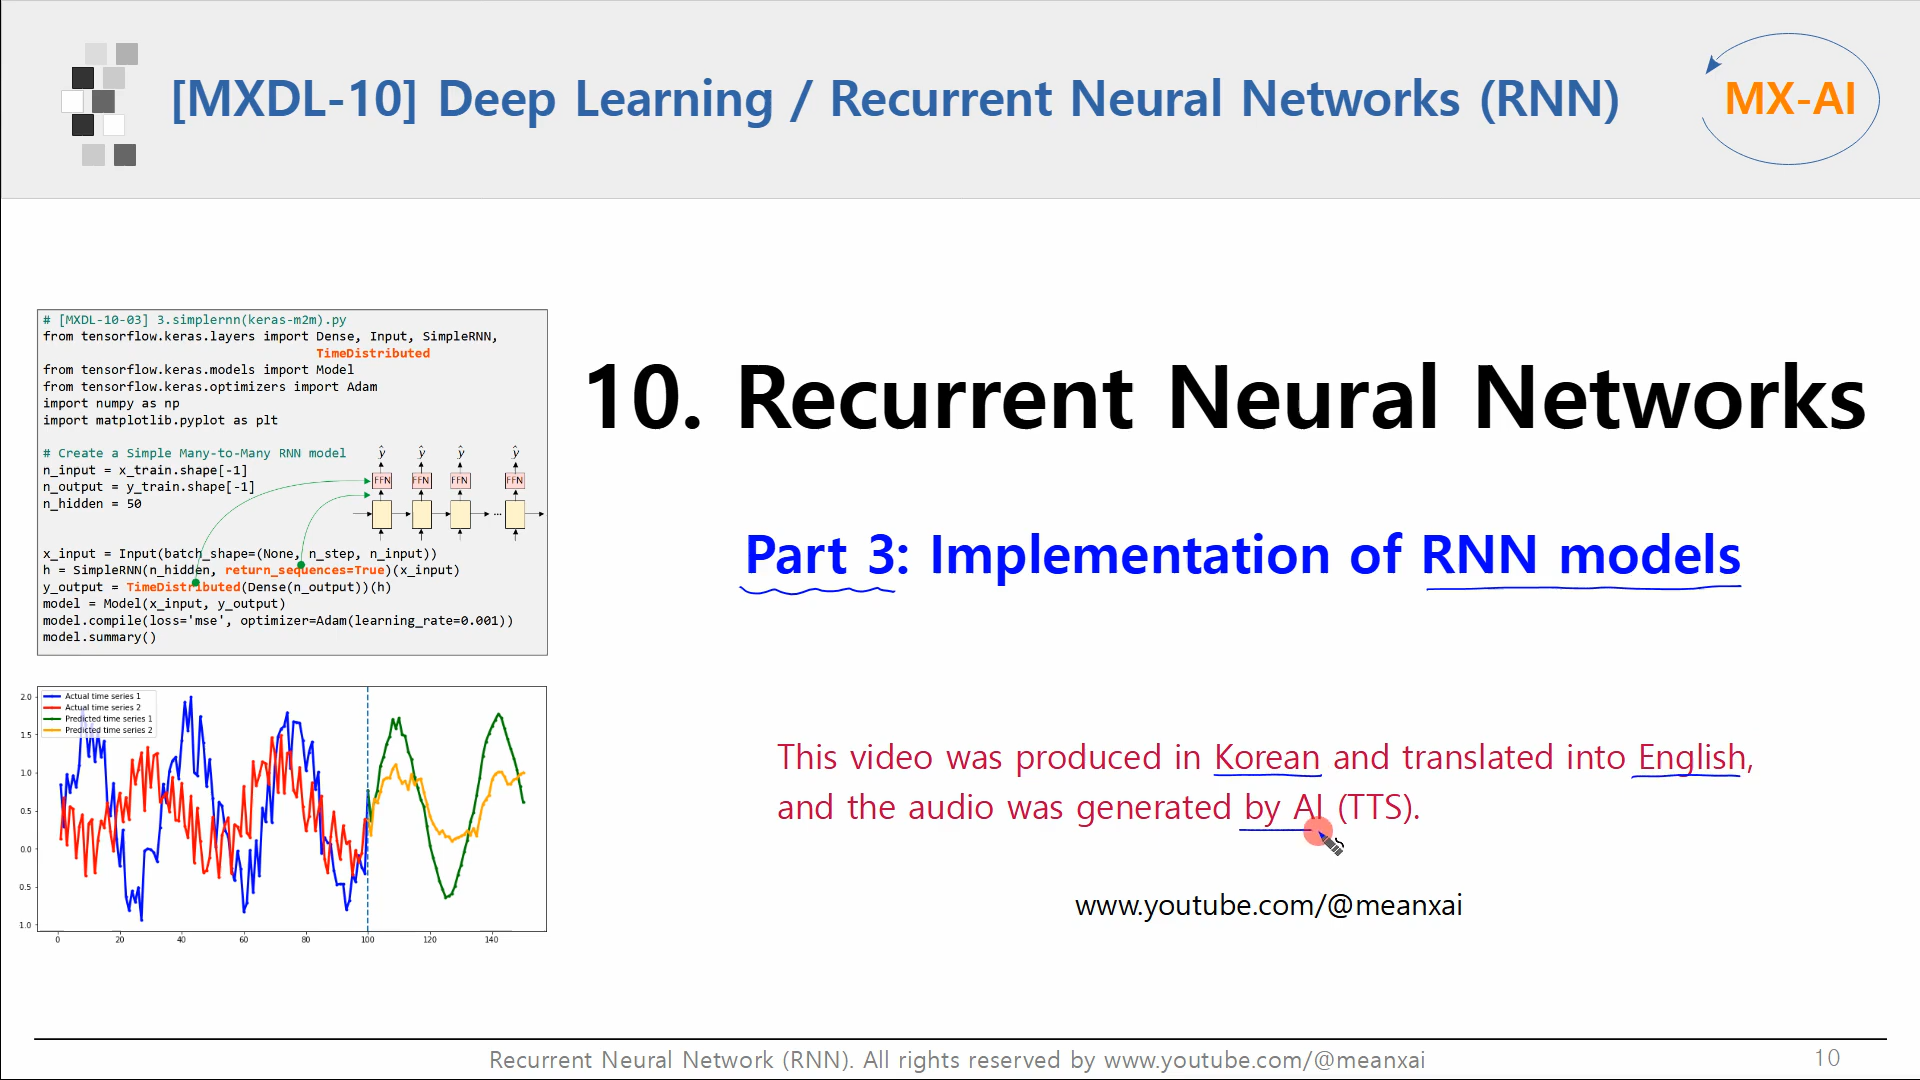 [MXDL-10] Deep Learning / Recurrent Neural Networks (RNN)
MX-AI
# [MXDL-10-03] 3.simplernn(keras-m2m).py
from tensorflow.keras.layers import Dense, Input, SimpleRNN,
TimeDistributed
from tensorflow.keras.models import Model
from tensorflow.keras.optimizers import Adam
import numpy as np
import matplotlib.pyplot as plt
# Create a Simple Many-to-Many RNN model
n_input = x_train.shape[-1]
n_output = y_train.shape[-1]
n_hidden = 50
ŷ ŷ ŷ ŷ
FFN FFN FFN FFN
...
x_input = Input(batch_shape=(None, n_step, n_input))
h = SimpleRNN(n_hidden, return_sequences=True)(x_input)
y_output = TimeDistributed(Dense(n_output))(h)
model = Model(x_input, y_output)
model.compile(loss='mse', optimizer=Adam(learning_rate=0.001))
model.summary()
Actual time series 1
Actual time series 2
Predicted time series 1
Predicted time series 2
2.0
1.5
1.0
0.5
0.0
0.5
1.0
0 20 40 60 80 100 120 140
10. Recurrent Neural Networks
Part 3: Implementation of RNN models
This video was produced in Korean and translated into English,
and the audio was generated by AI (TTS).
www.youtube.com/@meanxai
Recurrent Neural Network (RNN). All rights reserved by www.youtube.com/@meanxai
10